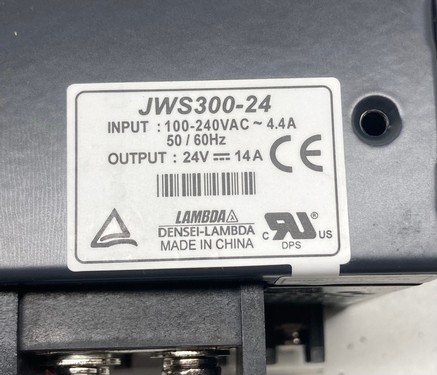 JWS300-24
INPUT : 100-240VAC ~ 4.4A
50 / 60Hz
OUTPUT : 24V ⎓ 14A
CE
LAMBDA
DENSEI-LAMBDA
MADE IN CHINA
c RU ® US
DPS